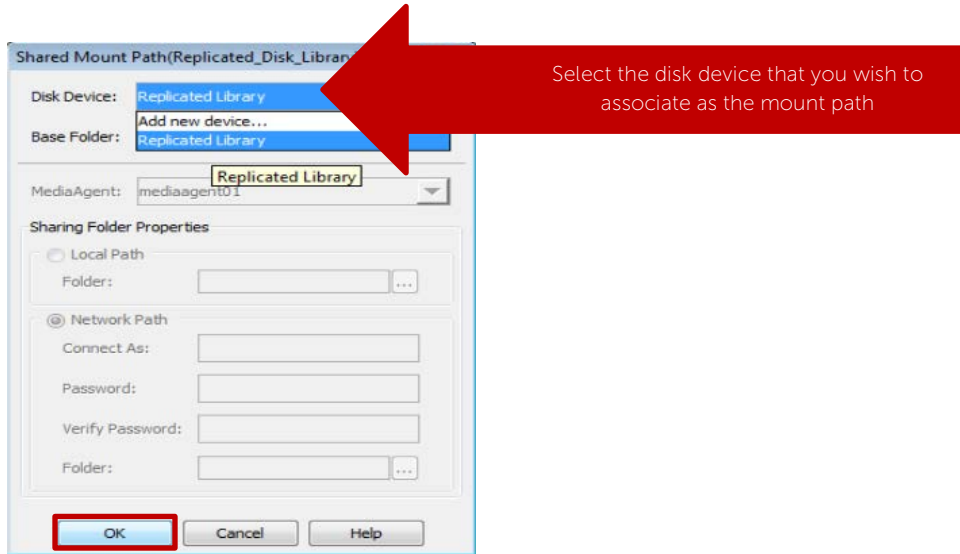 Shared Mount Path(Replicated_Disk_Library
Select the disk device that you wish to
associate as the mount path
Disk Device: Replicated Library
Add new device...
Base Folder: Replicated Library
Replicated Library
MediaAgent: mediaagent01
Sharing Folder Properties
Local Path
Folder: ...
Network Path
Connect As:
Password:
Verify Password:
Folder: ...
OK Cancel Help